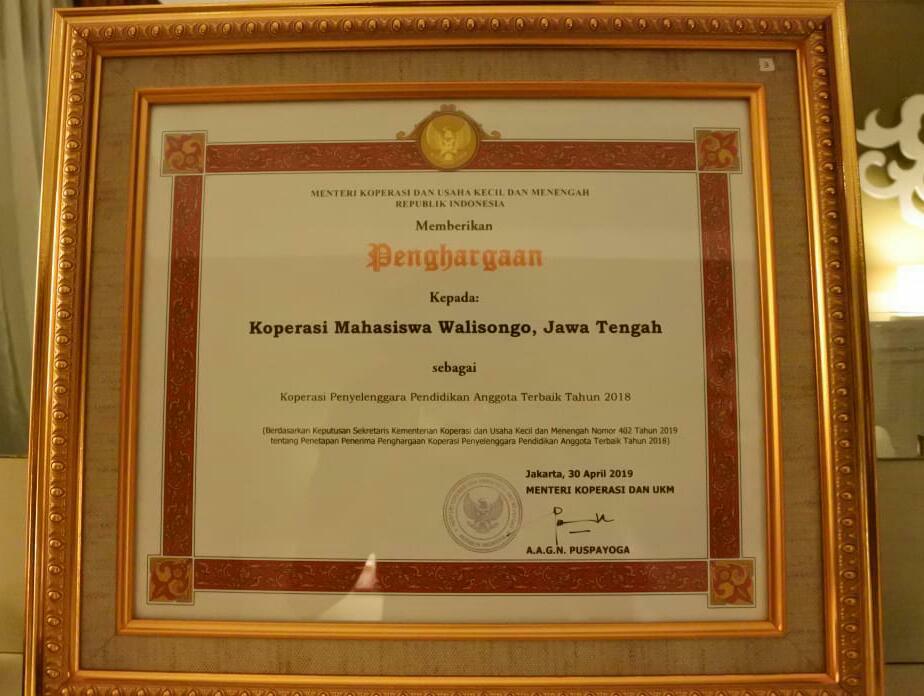 3
MENTERI KOPERASI DAN USAHA KECIL DAN MENENGAH
REPUBLIK INDONESIA
Memberikan
Penghargaan
Kepada:
Koperasi Mahasiswa Walisongo, Jawa Tengah
sebagai
Koperasi Penyelenggara Pendidikan Anggota Terbaik Tahun 2018
(Berdasarkan Keputusan Sekretaris Kementerian Koperasi dan Usaha Kecil dan Menengah Nomor 402 Tahun 2019
tentang Penetapan Penerima Penghargaan Koperasi Penyelenggara Pendidikan Anggota Terbaik Tahun 2018)
Jakarta, 30 April 2019
MENTERI KOPERASI DAN UKM
A.A.G.N. PUSPAYOGA